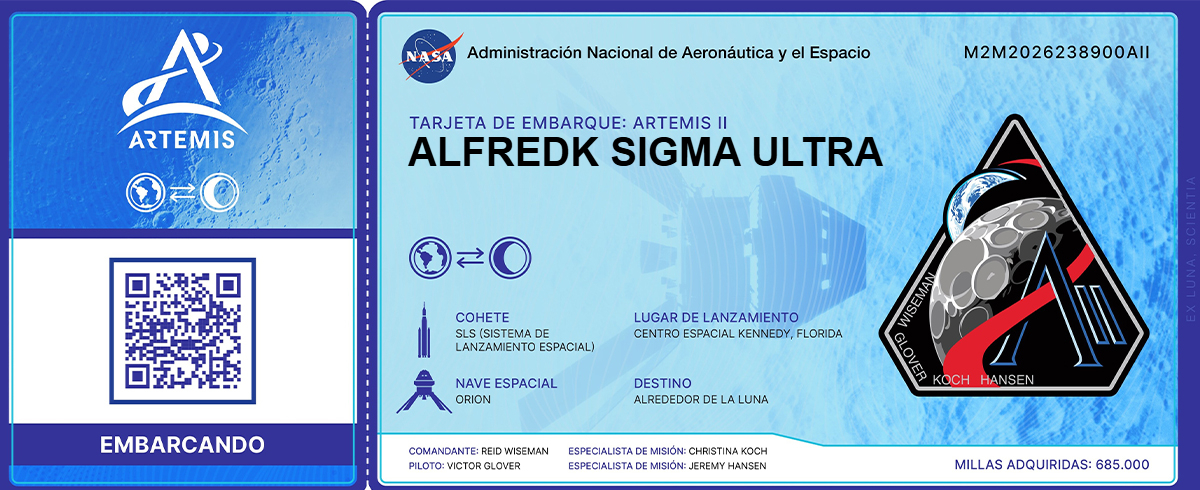 ARTEMIS
EMBARCANDO
NASA
Administración Nacional de Aeronáutica y el Espacio
M2M2026238900AII
TARJETA DE EMBARQUE: ARTEMIS II
ALFREDK SIGMA ULTRA
COHETE
SLS (SISTEMA DE
LANZAMIENTO ESPACIAL)
LUGAR DE LANZAMIENTO
CENTRO ESPACIAL KENNEDY, FLORIDA
NAVE ESPACIAL
ORION
DESTINO
ALREDEDOR DE LA LUNA
WISEMAN
GLOVER
KOCH HANSEN
AII
EX LUNA, SCIENTIA
COMANDANTE: REID WISEMAN
PILOTO: VICTOR GLOVER
ESPECIALISTA DE MISIÓN: CHRISTINA KOCH
ESPECIALISTA DE MISIÓN: JEREMY HANSEN
MILLAS ADQUIRIDAS: 685.000